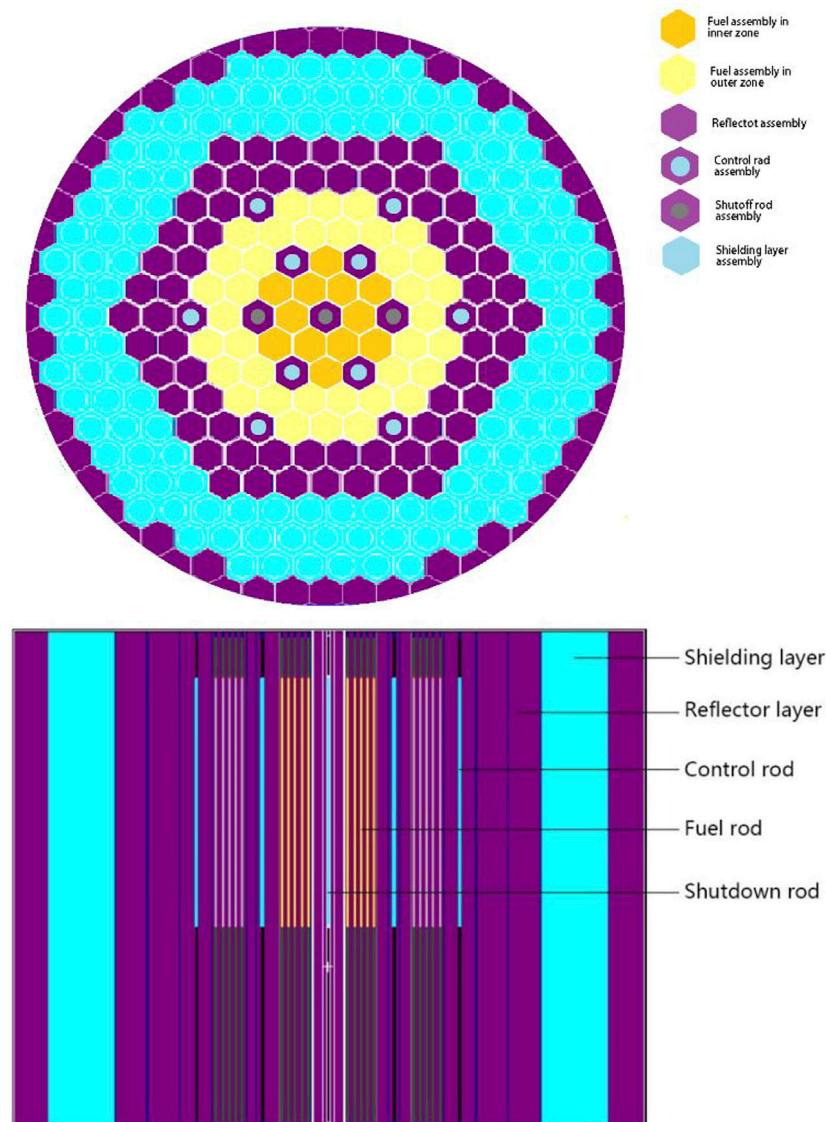 Fuel assembly in
inner zone
Fuel assembly in
outer zone
Reflectot assembly
Control rad
assembly
Shutoff rod
assembly
Shielding layer
assembly
Shielding layer
Reflector layer
Control rod
Fuel rod
Shutdown rod